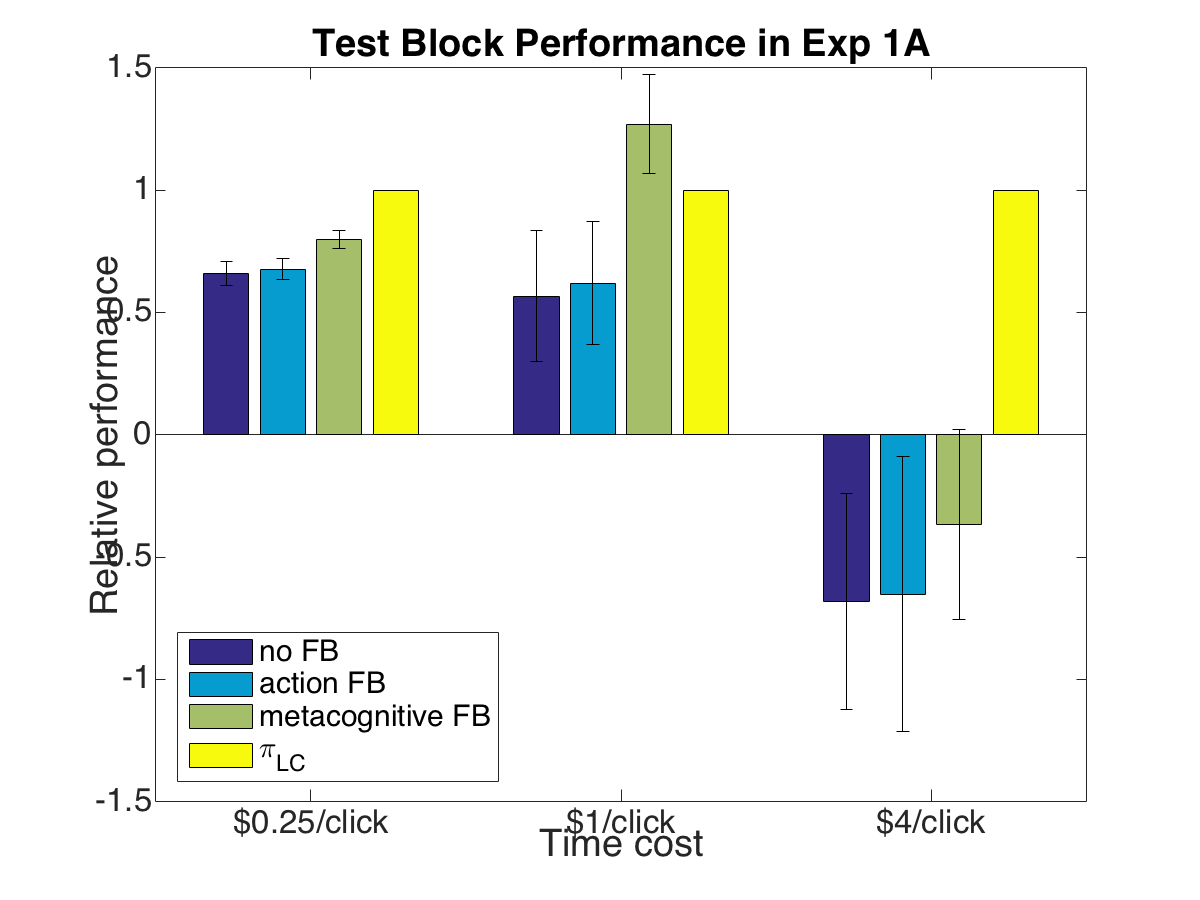 Test Block Performance in Exp 1A
1.5
1
0.5
0
-0.5
-1
-1.5
Relative performance
no FB
action FB
metacognitive FB
πLC
$0.25/click
$1/click
$4/click
Time cost